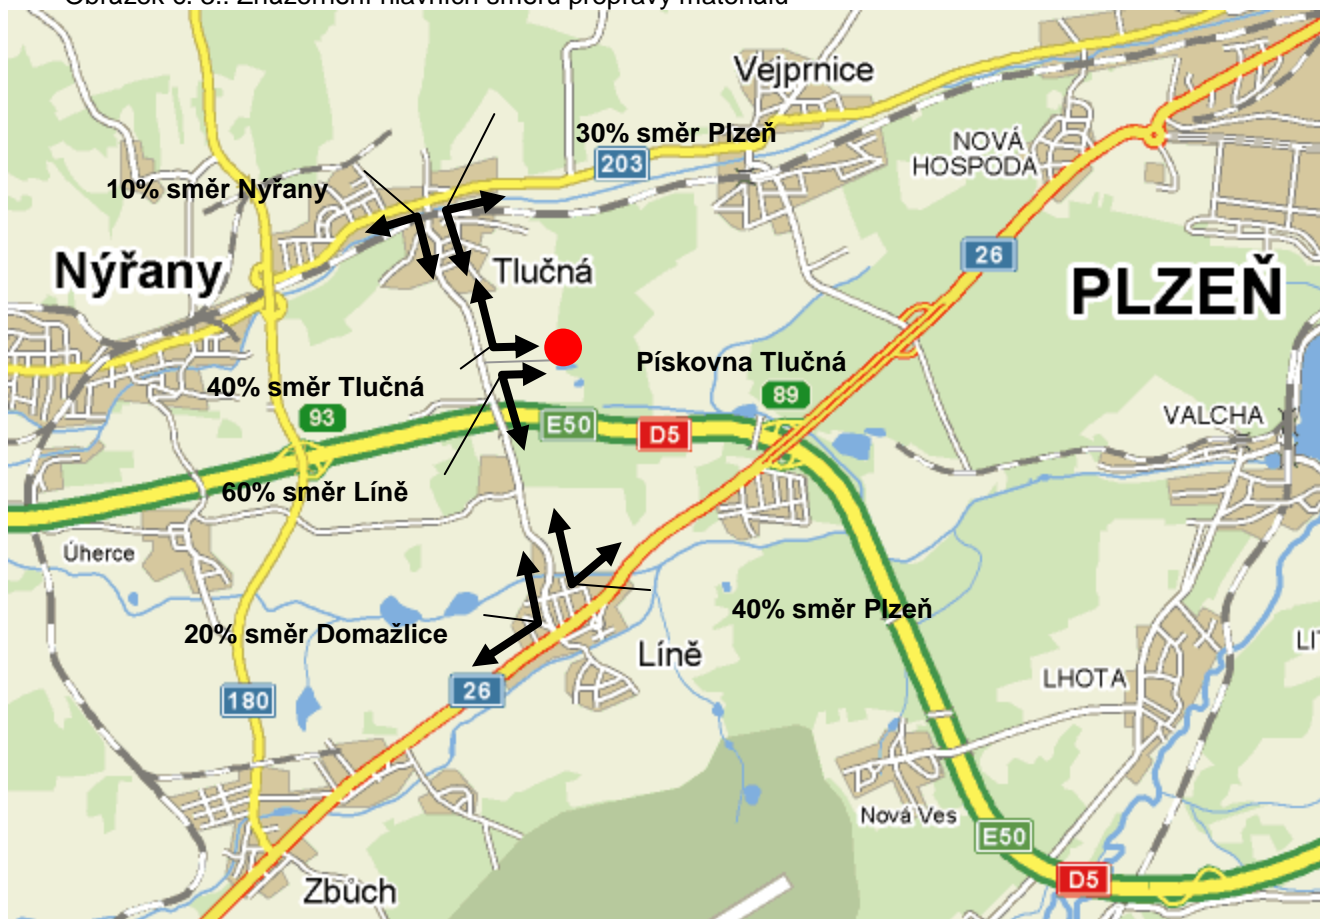 Vejprnice
30% směr Plzeň
NOVÁ
HOSPODA
203
10% směr Nýřany
26
Nýřany
Tlučná
PLZEŇ
Pískovna Tlučná
40% směr Tlučná
89
93
VALCHA
E50
D5
60% směr Líně
Úherce
40% směr Plzeň
20% směr Domažlice
Líně
LHOTA
26
180
Nová Ves
E50
D5
Zbůch